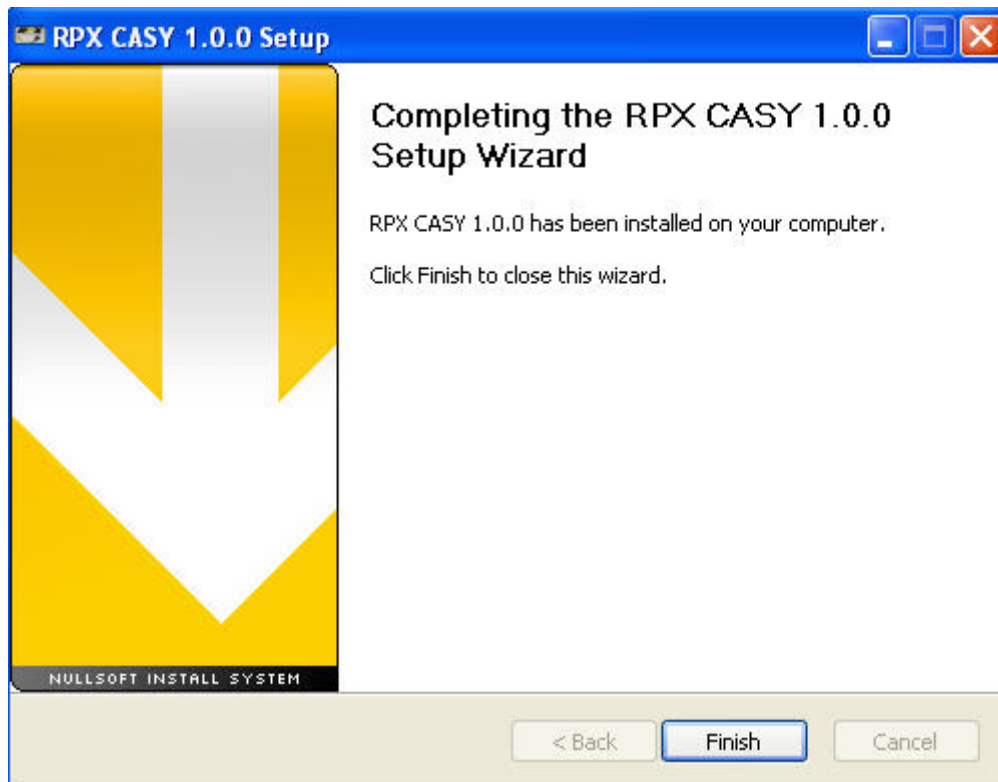 RPX CASY 1.0.0 Setup
Completing the RPX CASY 1.0.0
Setup Wizard
RPX CASY 1.0.0 has been installed on your computer.
Click Finish to close this wizard.
NULLSOFT INSTALL SYSTEM
< Back
Finish
Cancel